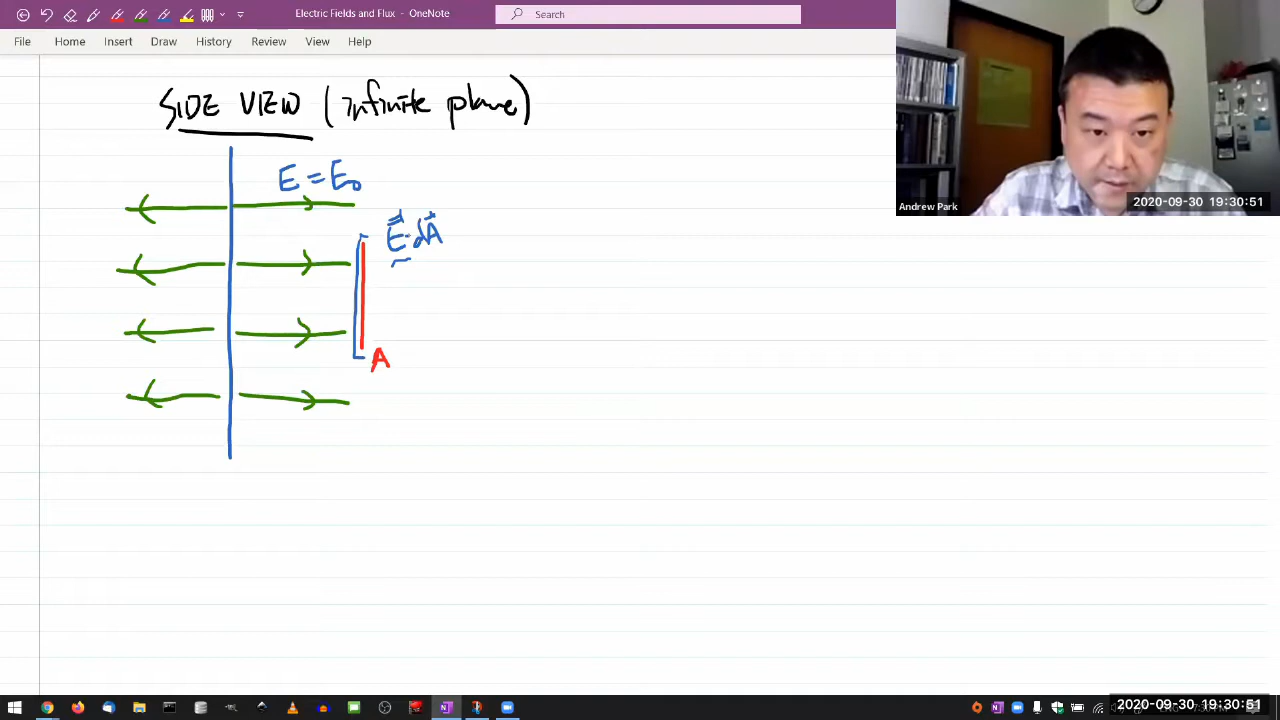 Electric Fields and Flux - OneNote
Search
File Home Insert Draw History Review View Help
SIDE VIEW (infinite plane)
E = E₀
E⃗·dA⃗
A
Andrew Park
2020-09-30 19:30:51
2020-09-30 19:30:51